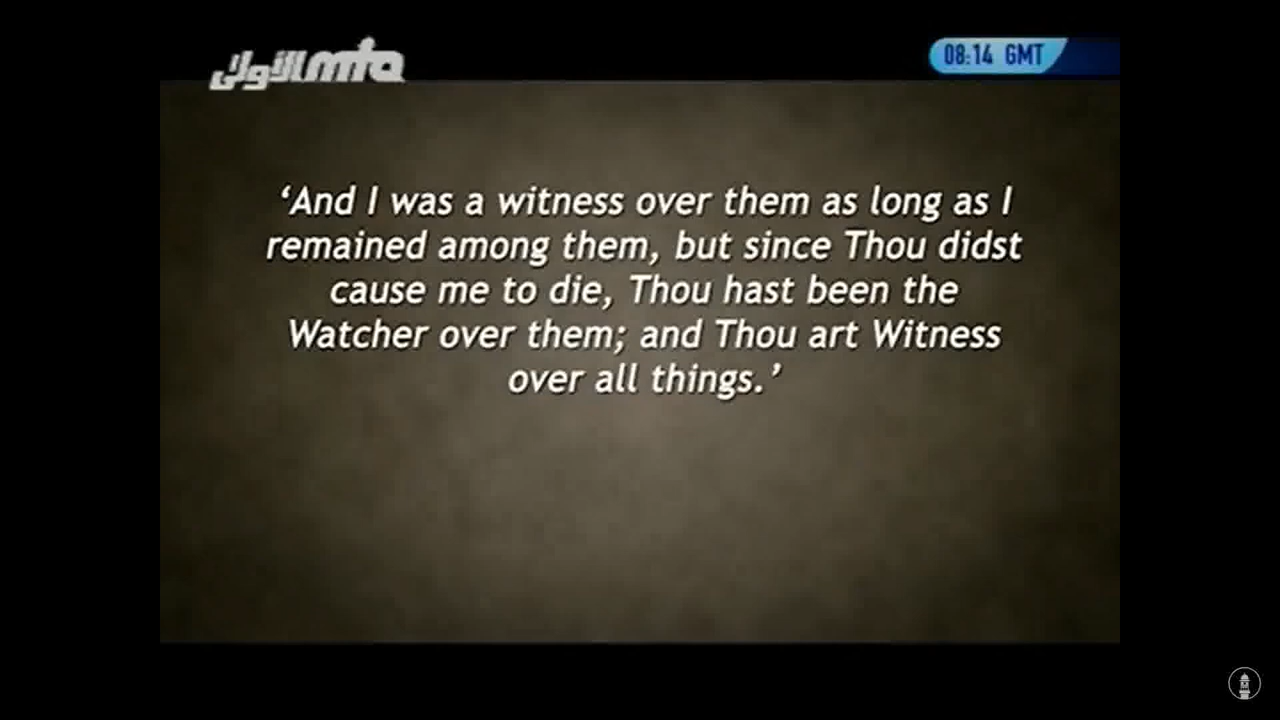 mta الأولى
08:14 GMT
‘And I was a witness over them as long as I
remained among them, but since Thou didst
cause me to die, Thou hast been the
Watcher over them; and Thou art Witness
over all things.’